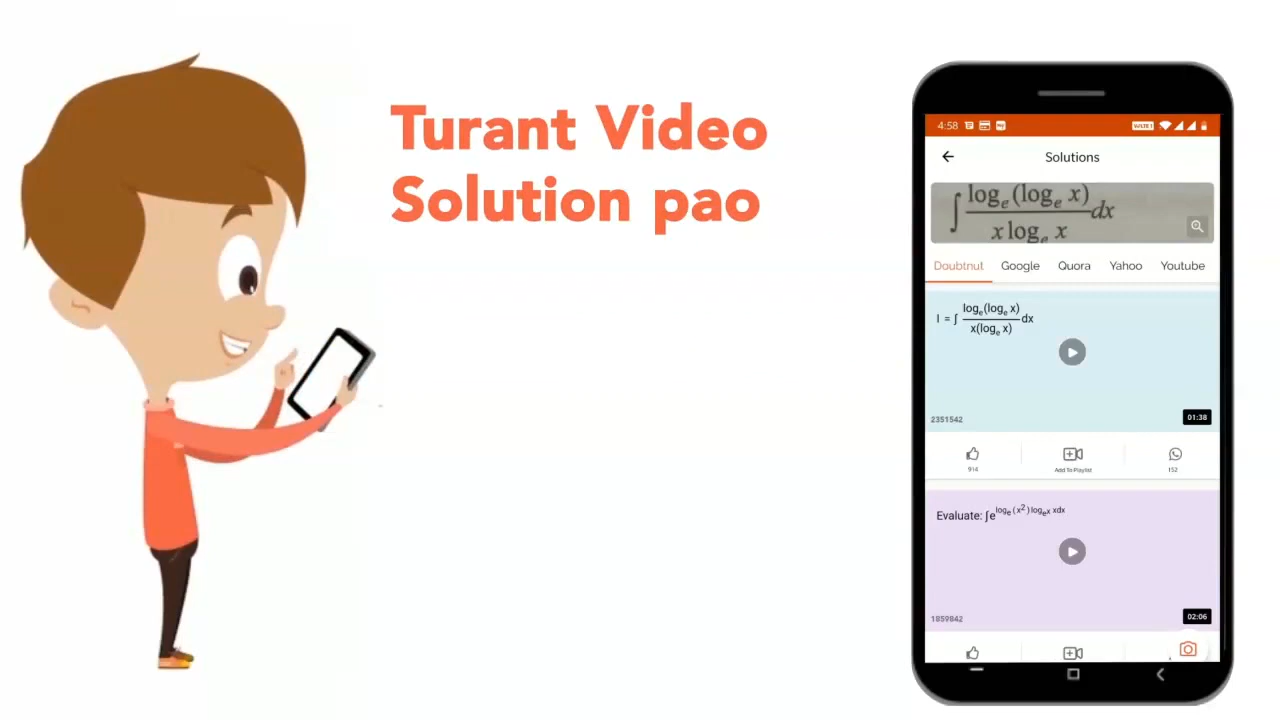 Turant Video
Solution pao
4:58
Solutions
∫ log_e (log_e x) / x log_e x dx
Doubtnut Google Quora Yahoo Youtube
I = ∫ log_e(log_e x) / x(log_e x) dx
2351542 01:38
914 Add To Playlist 152
Evaluate: ∫e^log_e (x^2) log_e x xdx
1859842 02:06